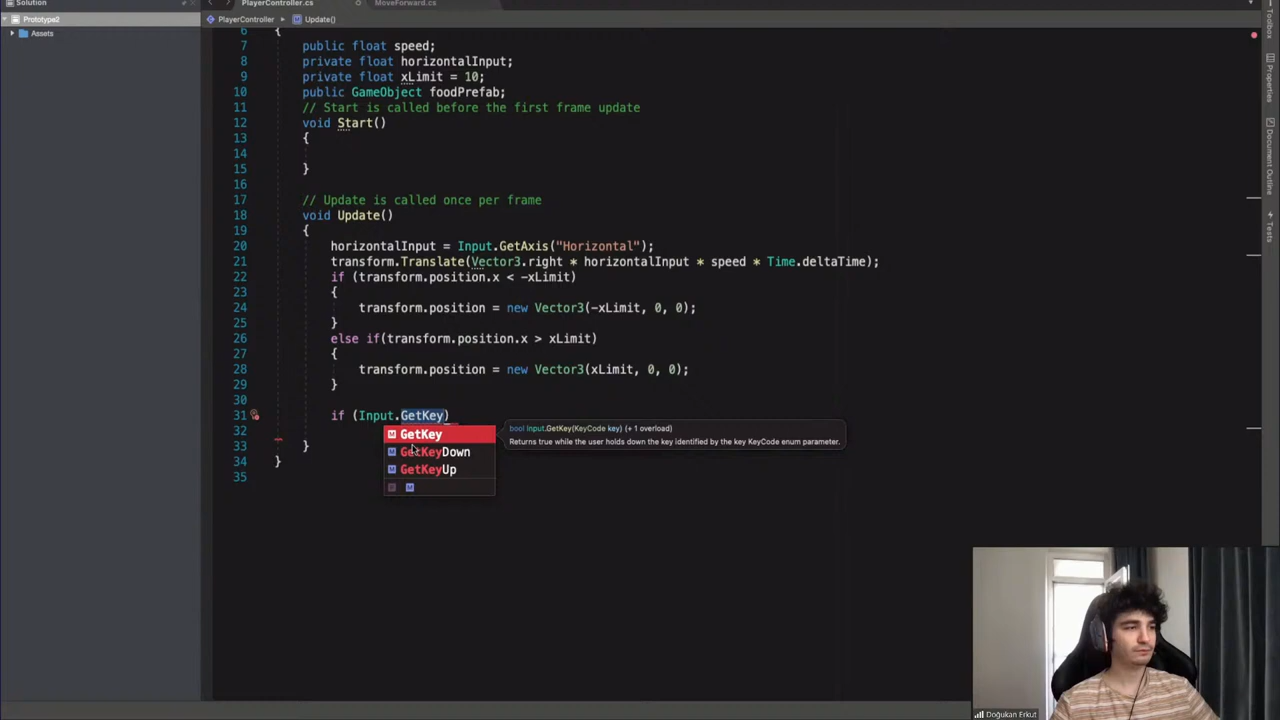 Solution
PlayerController.cs
MoveForward.cs
Prototype2
PlayerController
Update()
Assets
6 {
7 public float speed;
8 private float horizontalInput;
9 private float xLimit = 10;
10 public GameObject foodPrefab;
11 // Start is called before the first frame update
12 void Start()
13 {
14
15 }
16
17 // Update is called once per frame
18 void Update()
19 {
20 horizontalInput = Input.GetAxis("Horizontal");
21 transform.Translate(Vector3.right * horizontalInput * speed * Time.deltaTime);
22 if (transform.position.x < -xLimit)
23 {
24 transform.position = new Vector3(-xLimit, 0, 0);
25 }
26 else if(transform.position.x > xLimit)
27 {
28 transform.position = new Vector3(xLimit, 0, 0);
29 }
30
31 if (Input.GetKey)
32
33 }
34 }
35
GetKey
GetKeyDown
GetKeyUp
bool Input.GetKey(KeyCode key) (+ 1 overload)
Returns true while the user holds down the key identified by the key KeyCode enum parameter.
Toolbox
Properties
Document Outline
Tests
Doğukan Erkut